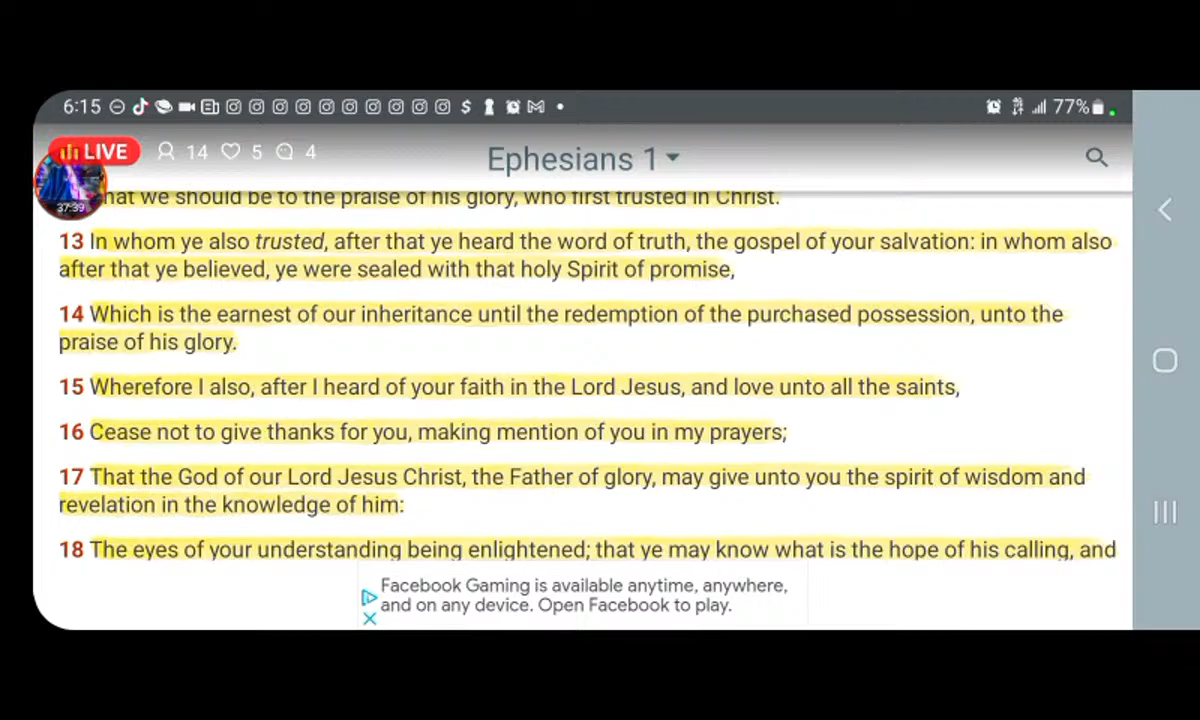 6:15 $ 77%
LIVE 14 5 4
Ephesians 1
37:39
that we should be to the praise of his glory, who first trusted in Christ.
13 In whom ye also trusted, after that ye heard the word of truth, the gospel of your salvation: in whom also
after that ye believed, ye were sealed with that holy Spirit of promise,
14 Which is the earnest of our inheritance until the redemption of the purchased possession, unto the
praise of his glory.
15 Wherefore I also, after I heard of your faith in the Lord Jesus, and love unto all the saints,
16 Cease not to give thanks for you, making mention of you in my prayers;
17 That the God of our Lord Jesus Christ, the Father of glory, may give unto you the spirit of wisdom and
revelation in the knowledge of him:
18 The eyes of your understanding being enlightened; that ye may know what is the hope of his calling, and
Facebook Gaming is available anytime, anywhere,
and on any device. Open Facebook to play.